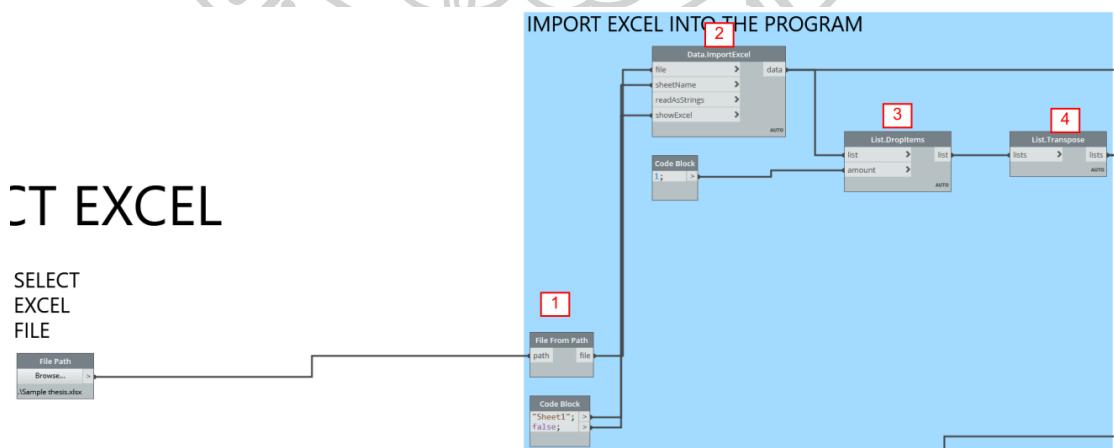 IMPORT EXCEL INTO THE PROGRAM
2
Data.ImportExcel
file > data
sheetName >
readAsStrings >
showExcel >
AUTO
3
List.DropItems
list > list
amount >
AUTO
4
List.Transpose
lists > lists
AUTO
Code Block
1; >
CT EXCEL
SELECT
EXCEL
FILE
File Path
Browse... >
.\Sample thesis.xlsx
1
File From Path
path file
Code Block
"Sheet1"; >
false; >